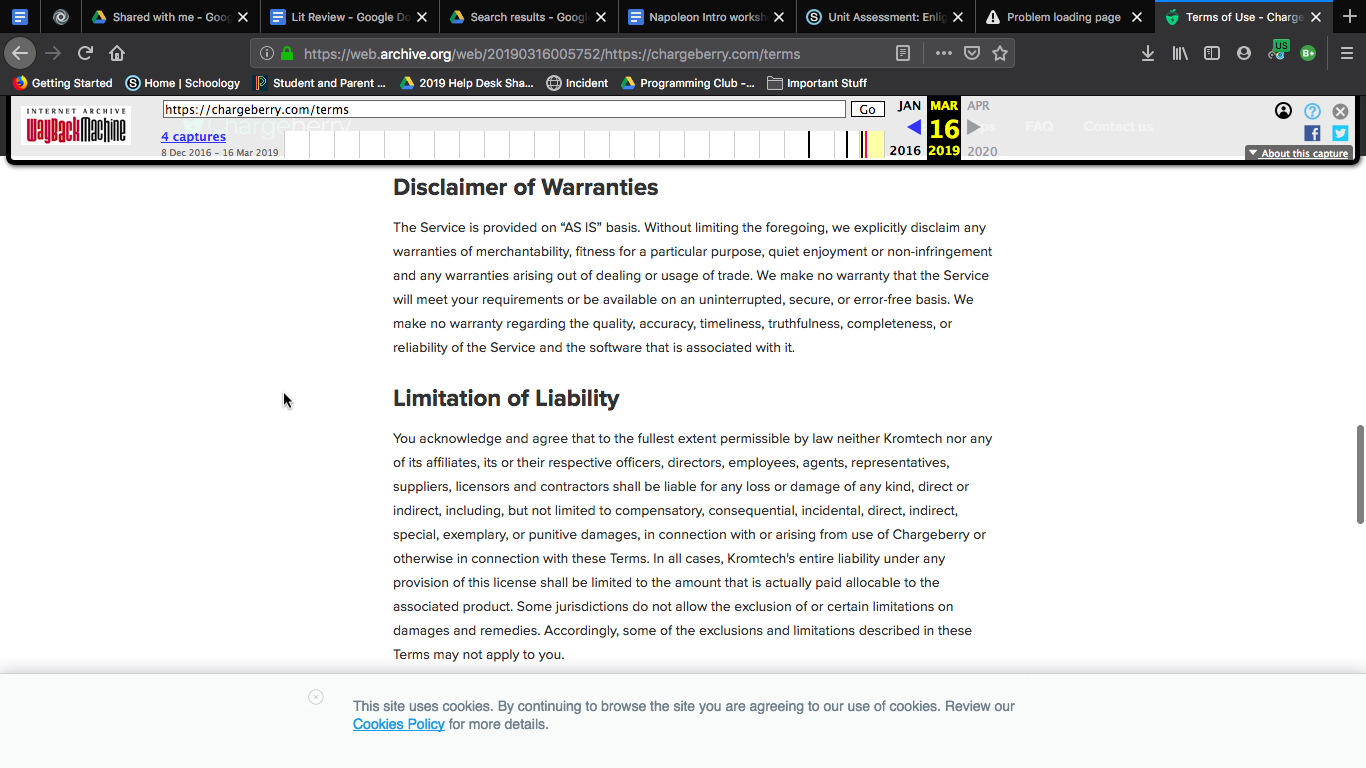 Shared with me - Goog
Lit Review - Google Do
Search results - Googl
Napoleon Intro worksh
Unit Assessment: Enlig
Problem loading page
Terms of Use - Charge
https://web.archive.org/web/20190316005752/https://chargeberry.com/terms
US
B+
Getting Started
Home | Schoology
Student and Parent ...
2019 Help Desk Sha...
Incident
Programming Club -...
Important Stuff
INTERNET ARCHIVE
WayBackMachine
https://chargeberry.com/terms
Go
4 captures
8 Dec 2016 – 16 Mar 2019
JAN
MAR
APR
16
2016
2019
2020
FAQ
Contact us
About this capture
Disclaimer of Warranties
The Service is provided on “AS IS” basis. Without limiting the foregoing, we explicitly disclaim any
warranties of merchantability, fitness for a particular purpose, quiet enjoyment or non-infringement
and any warranties arising out of dealing or usage of trade. We make no warranty that the Service
will meet your requirements or be available on an uninterrupted, secure, or error-free basis. We
make no warranty regarding the quality, accuracy, timeliness, truthfulness, completeness, or
reliability of the Service and the software that is associated with it.
Limitation of Liability
You acknowledge and agree that to the fullest extent permissible by law neither Kromtech nor any
of its affiliates, its or their respective officers, directors, employees, agents, representatives,
suppliers, licensors and contractors shall be liable for any loss or damage of any kind, direct or
indirect, including, but not limited to compensatory, consequential, incidental, direct, indirect,
special, exemplary, or punitive damages, in connection with or arising from use of Chargeberry or
otherwise in connection with these Terms. In all cases, Kromtech's entire liability under any
provision of this license shall be limited to the amount that is actually paid allocable to the
associated product. Some jurisdictions do not allow the exclusion of or certain limitations on
damages and remedies. Accordingly, some of the exclusions and limitations described in these
Terms may not apply to you.
This site uses cookies. By continuing to browse the site you are agreeing to our use of cookies. Review our
Cookies Policy for more details.